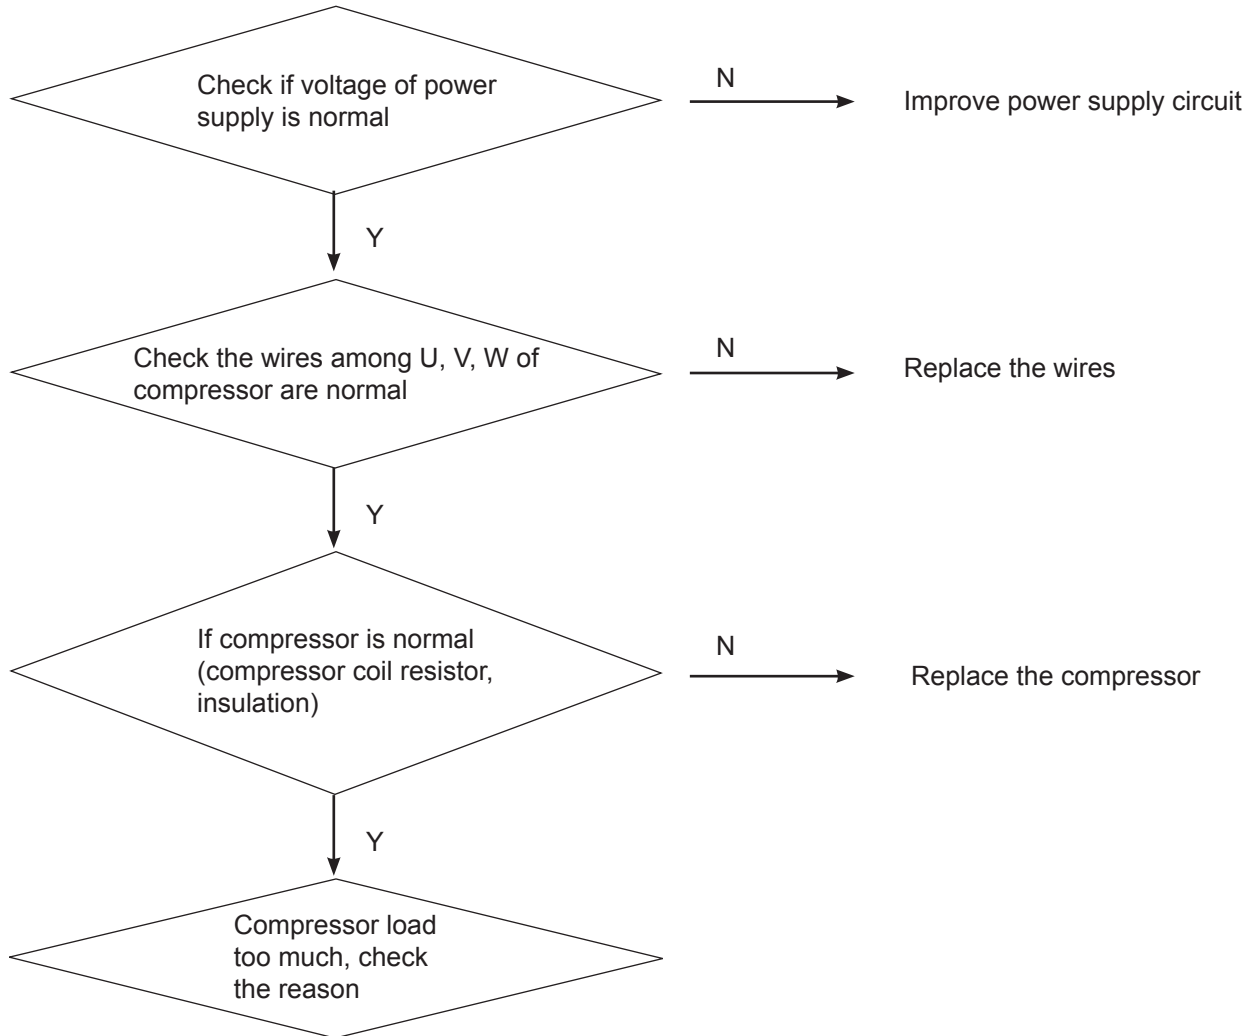 Check if voltage of power
supply is normal
N
Improve power supply circuit
Y
Check the wires among U, V, W of
compressor are normal
N
Replace the wires
Y
If compressor is normal
(compressor coil resistor,
insulation)
N
Replace the compressor
Y
Compressor load
too much, check
the reason